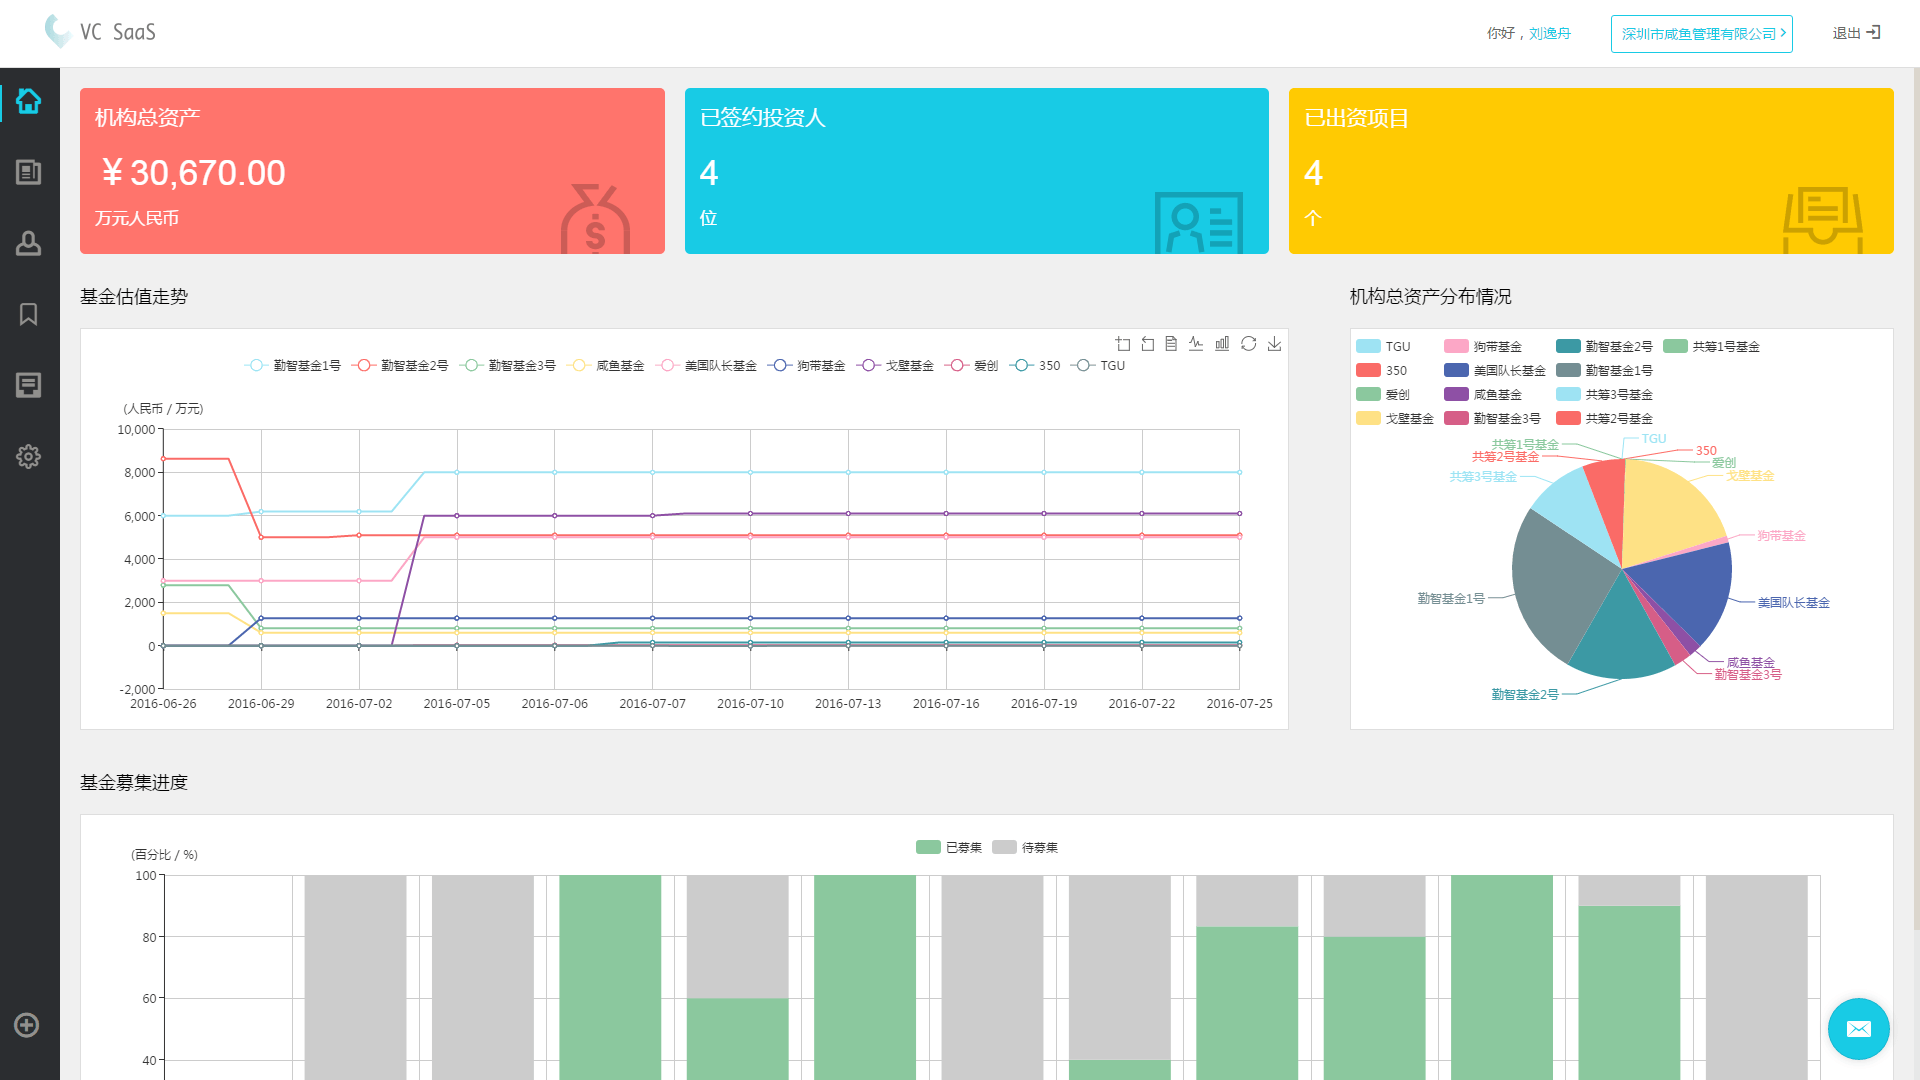 VC SaaS
你好，刘逸舟
深圳市咸鱼管理有限公司
退出
机构总资产
￥30,670.00
万元人民币
已签约投资人
4
位
已出资项目
4
个
基金估值走势
勤智基金1号 勤智基金2号 勤智基金3号 咸鱼基金 美国队长基金 狗带基金 戈壁基金 爱创 350 TGU
(人民币 / 万元)
10,000
8,000
6,000
4,000
2,000
0
-2,000
2016-06-26 2016-06-29 2016-07-02 2016-07-05 2016-07-06 2016-07-07 2016-07-10 2016-07-13 2016-07-16 2016-07-19 2016-07-22 2016-07-25
机构总资产分布情况
TGU 狗带基金 勤智基金2号 共筹1号基金
350 美国队长基金 勤智基金1号
爱创 咸鱼基金 共筹3号基金
戈壁基金 勤智基金3号 共筹2号基金
TGU
共筹1号基金
350
共筹2号基金
爱创
戈壁基金
共筹3号基金
狗带基金
勤智基金1号
美国队长基金
咸鱼基金
勤智基金3号
勤智基金2号
基金募集进度
已募集 待募集
(百分比 / %)
100
80
60
40